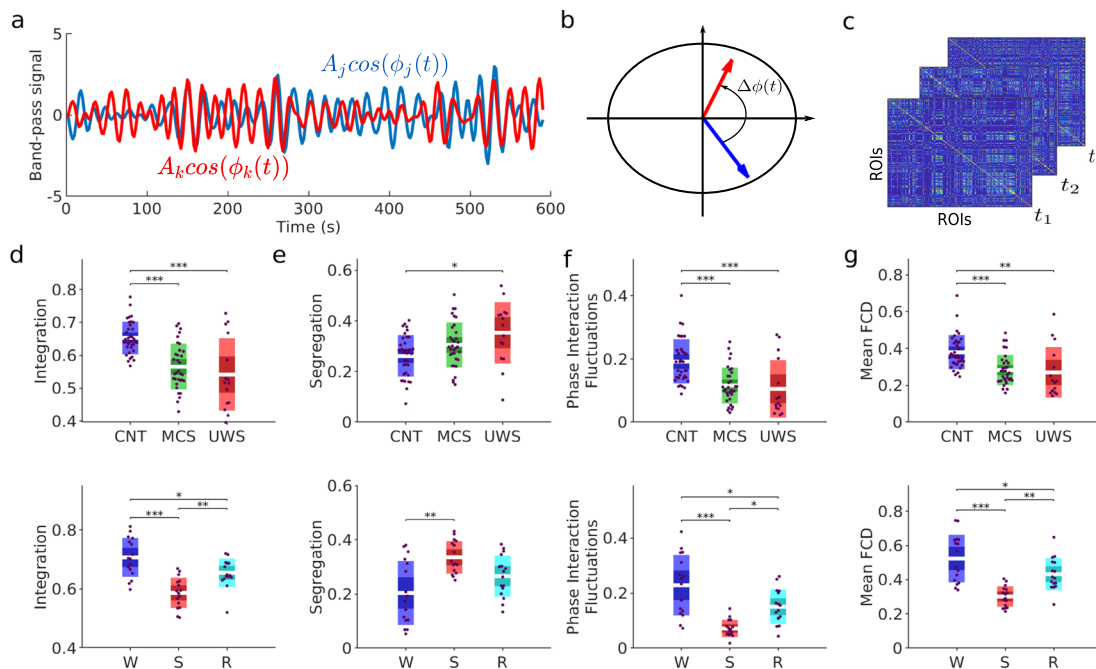 a
5
0
-5
Band-pass signal
A_j cos(ϕ_j(t))
A_k cos(ϕ_k(t))
0 100 200 300 400 500 600
Time (s)
b
Δϕ(t)
c
ROIs
ROIs
t_1
t_2
t
d
Integration
0.8
0.7
0.6
0.5
0.4
***
***
CNT MCS UWS
e
Segregation
0.6
0.4
0.2
0
*
CNT MCS UWS
f
Phase Interaction
Fluctuations
0.4
0.2
0
***
***
CNT MCS UWS
g
Mean FCD
0.8
0.6
0.4
0.2
0
**
***
CNT MCS UWS
Integration
0.8
0.6
0.4
*
***
**
W S R
Segregation
0.6
0.4
0.2
0
**
W S R
Phase Interaction
Fluctuations
0.4
0.2
0
*
***
*
W S R
Mean FCD
0.8
0.6
0.4
0.2
0
*
***
**
W S R